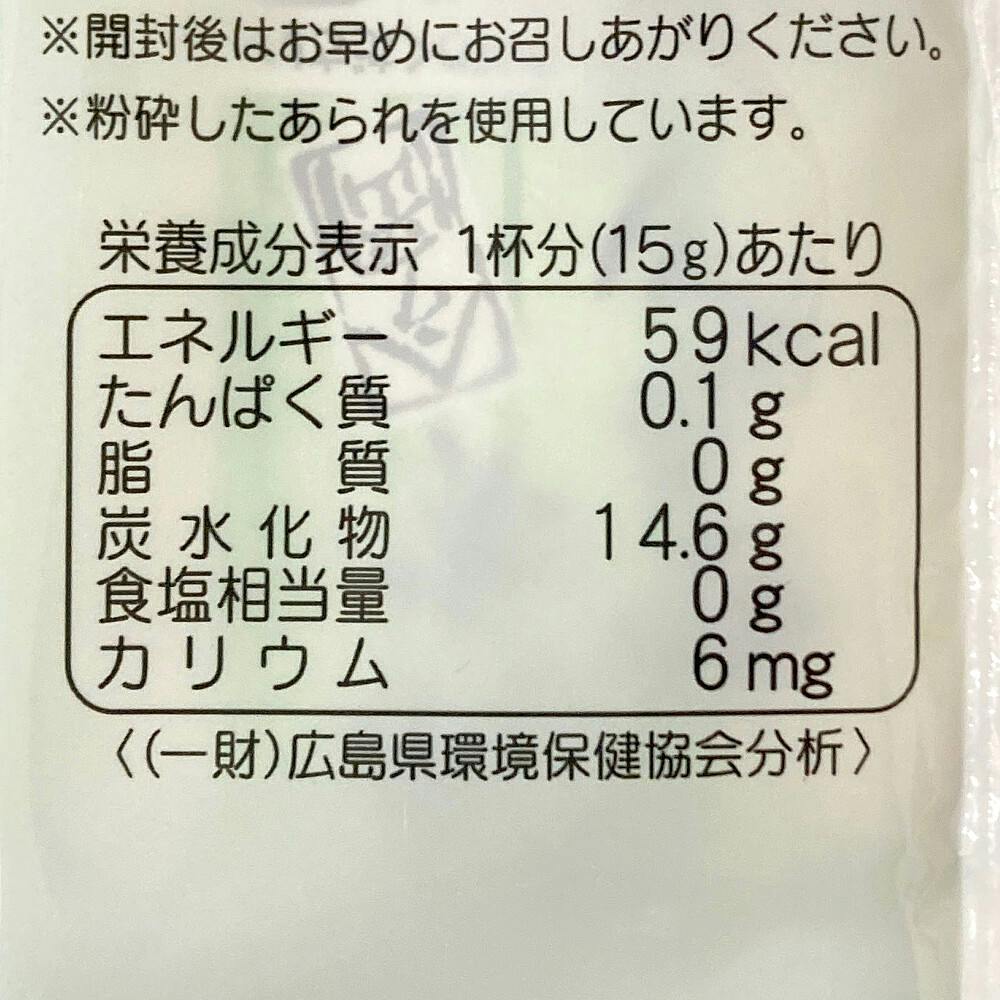 ※開封後はお早めにお召しあがりください。
※粉砕したあられを使用しています。
栄養成分表示 1杯分(15g)あたり
エネルギー 59kcal
たんぱく質 0.1g
脂質 0g
炭水化物 14.6g
食塩相当量 0g
カリウム 6mg
〈(一財)広島県環境保健協会分析〉